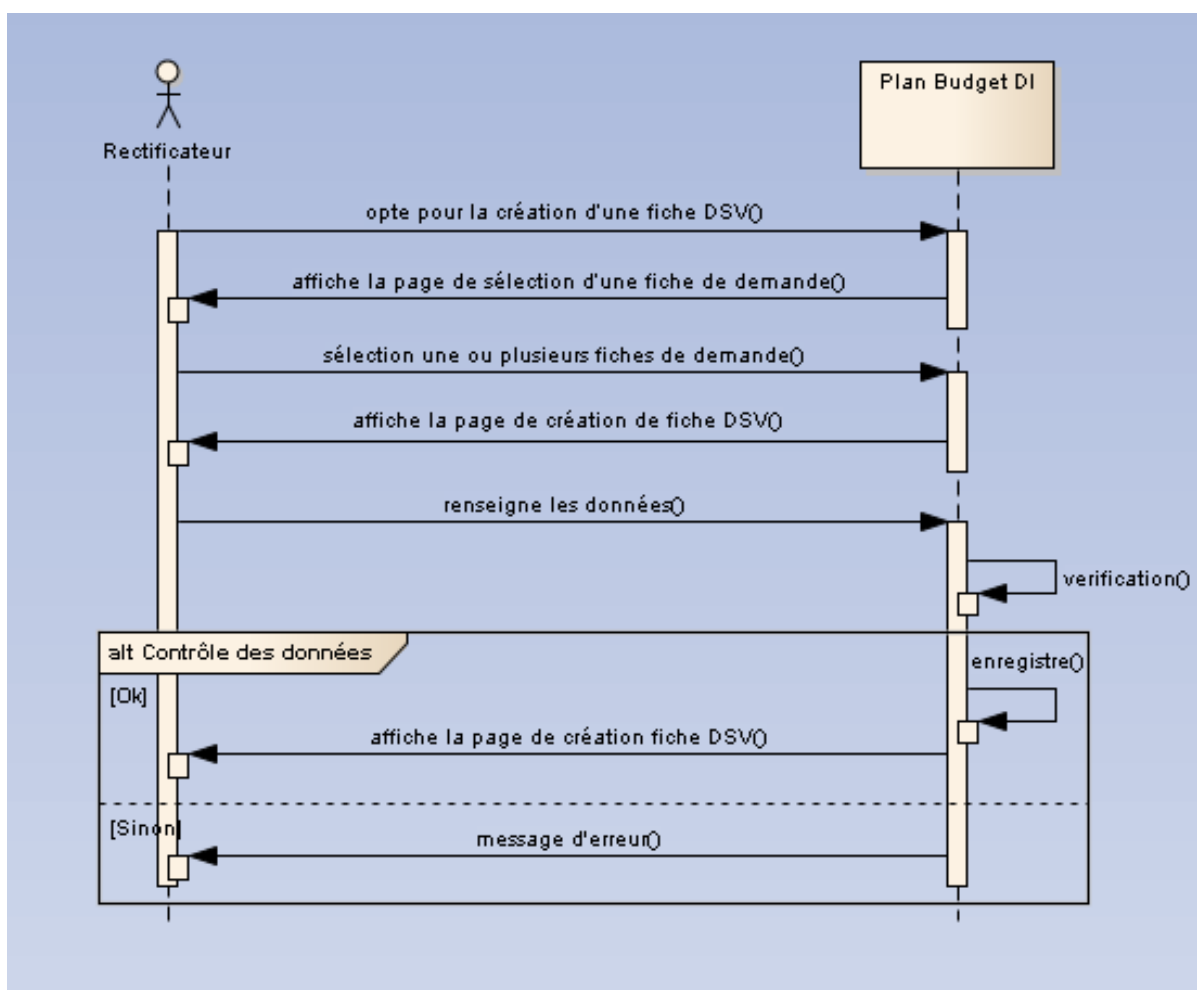 Plan Budget DI
Rectificateur
opte pour la création d'une fiche DSV()
affiche la page de sélection d'une fiche de demande()
sélection une ou plusieurs fiches de demande()
affiche la page de création de fiche DSV()
renseigne les données()
verification()
alt Contrôle des données
enregistre()
[Ok]
affiche la page de création fiche DSV()
[Sinon]
message d'erreur()